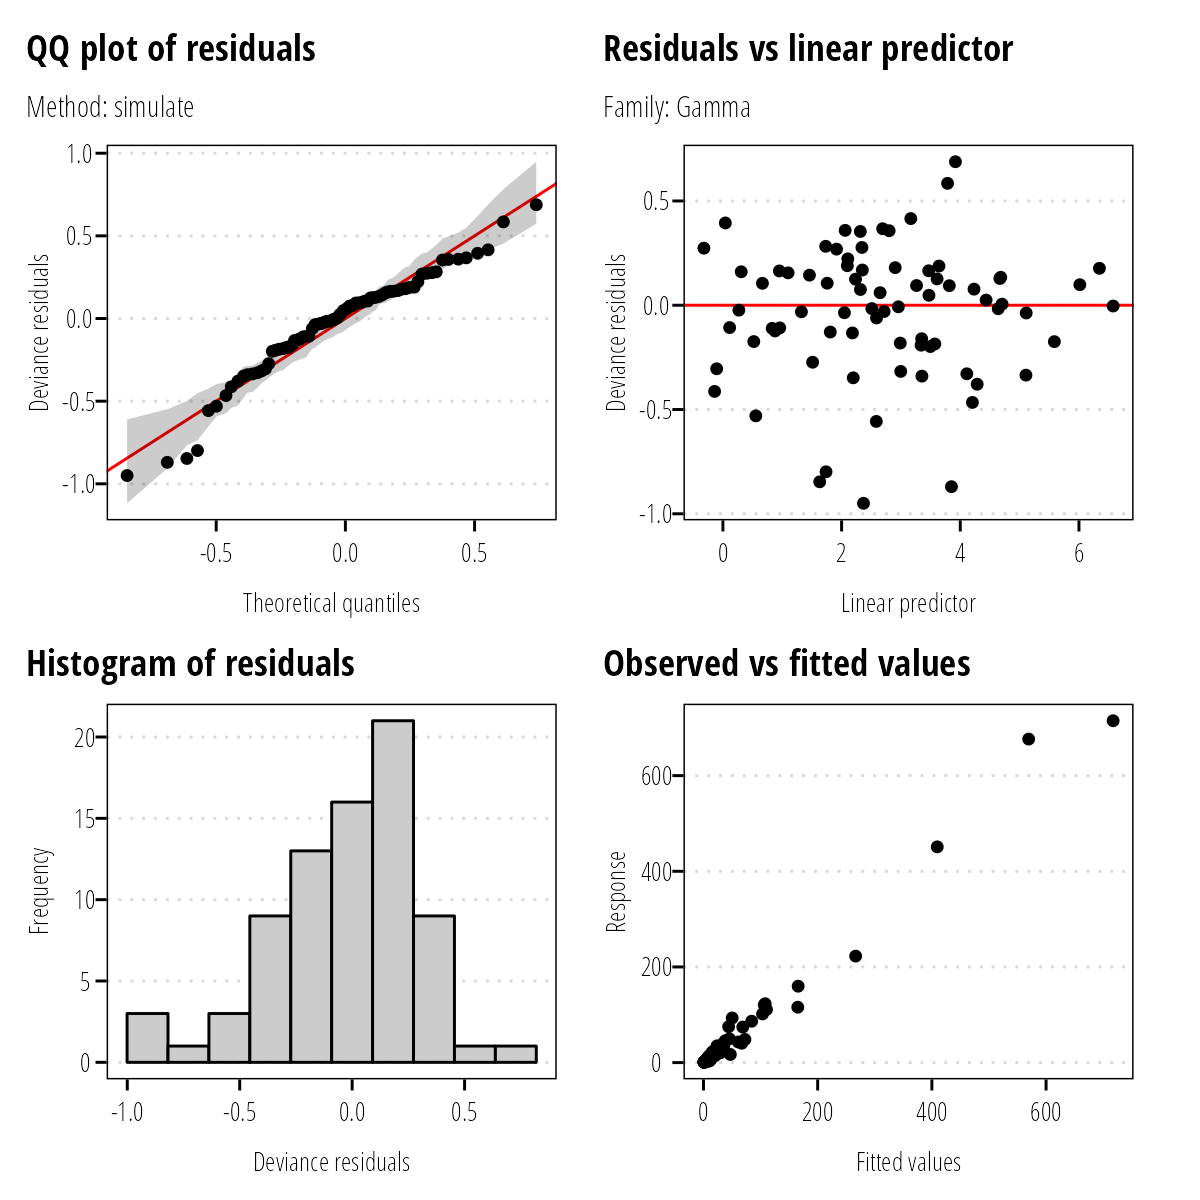 QQ plot of residuals
Method: simulate
1.0
0.5
0.0
-0.5
-1.0
Deviance residuals
-0.5 0.0 0.5
Theoretical quantiles
Residuals vs linear predictor
Family: Gamma
0.5
0.0
-0.5
-1.0
Deviance residuals
0 2 4 6
Linear predictor
Histogram of residuals
20
15
10
5
0
Frequency
-1.0 -0.5 0.0 0.5
Deviance residuals
Observed vs fitted values
600
400
200
0
Response
0 200 400 600
Fitted values